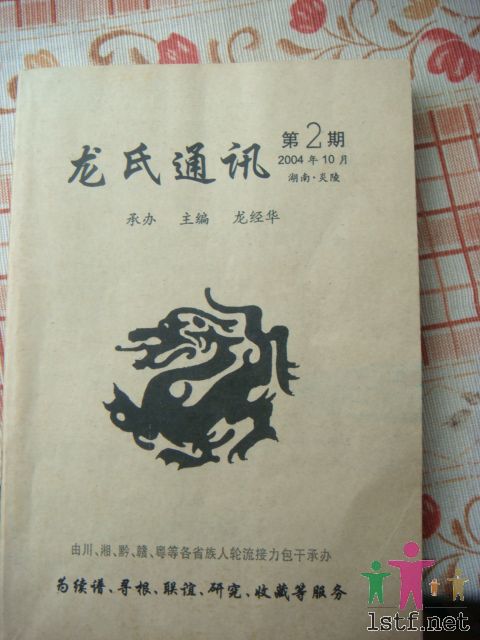 龙氏通讯
第2期
2004年10月
湖南·炎陵
承办 主编 龙经华
由川、湘、黔、赣、粤等各省族人轮流接力包干承办
为续谱、寻根、联谊、研究、收藏等服务
lstf.net